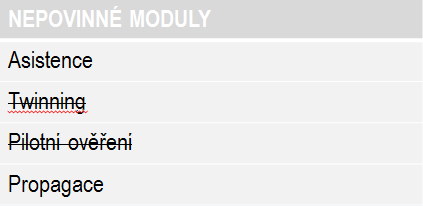 NEPOVINNÉ MODULY
Asistence
Twinning
Pilotní ověření
Propagace